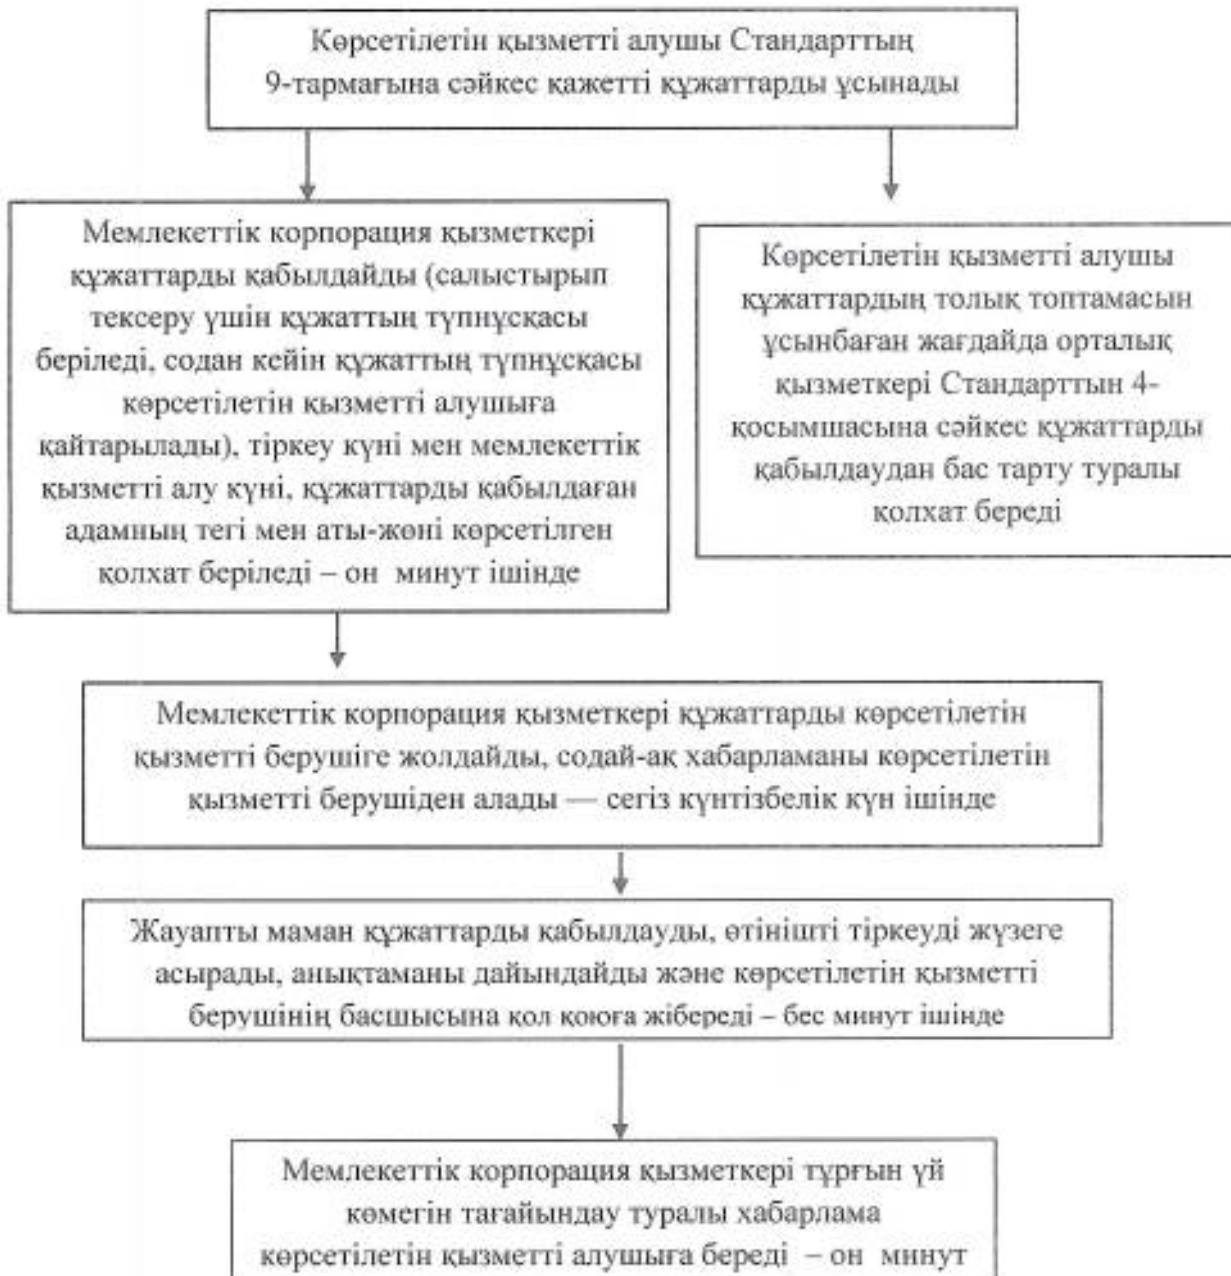 Көрсетілетін қызметті алушы Стандарттың
9-тармағына сәйкес қажетті құжаттарды ұсынады
Мемлекеттік корпорация қызметкері
құжаттарды қабылдайды (салыстырып
тексеру үшін құжаттың түпнұсқасы
беріледі, содан кейін құжаттың түпнұсқасы
көрсетілетін қызметті алушыға
қайтарылады), тіркеу күні мен мемлекеттік
қызметті алу күні, құжаттарды қабылдаған
адамның тегі мен аты-жөні көрсетілген
қолхат беріледі – он минут ішінде
Көрсетілетін қызметті алушы
құжаттардың толық топтамасын
ұсынбаған жағдайда орталық
қызметкері Стандарттын 4-
қосымшасына сәйкес құжаттарды
қабылдаудан бас тарту туралы
қолхат береді
Мемлекеттік корпорация қызметкері құжаттарды көрсетілетін
қызметті берушіге жолдайды, содай-ақ хабарламаны көрсетілетін
қызметті берушіден алады — сегіз күнтізбелік күн ішінде
Жауапты маман құжаттарды қабылдауды, өтінішті тіркеуді жүзеге
асырады, анықтаманы дайындайды және көрсетілетін қызметті
берушінің басшысына қол қоюға жібереді – бес минут ішінде
Мемлекеттік корпорация қызметкері тұрғын үй
көмегін тағайындау туралы хабарлама
көрсетілетін қызметті алушыға береді – он минут